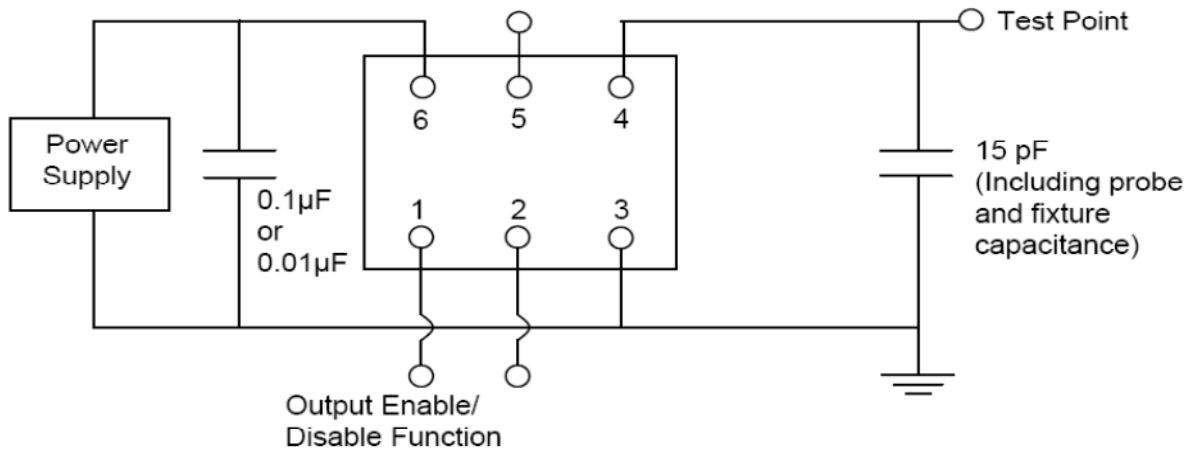 Test Point
Power
Supply
6
5
4
0.1µF
or
0.01µF
1
2
3
15 pF
(Including probe
and fixture
capacitance)
Output Enable/
Disable Function